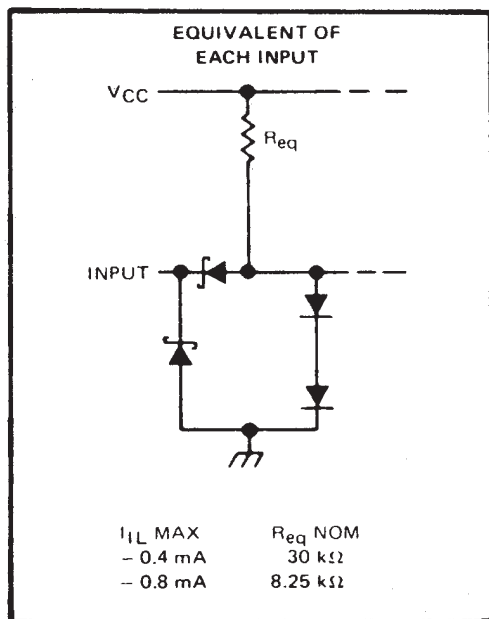 EQUIVALENT OF
EACH INPUT
VCC
Req
INPUT
IIL MAX Req NOM
– 0.4 mA 30 kΩ
– 0.8 mA 8.25 kΩ